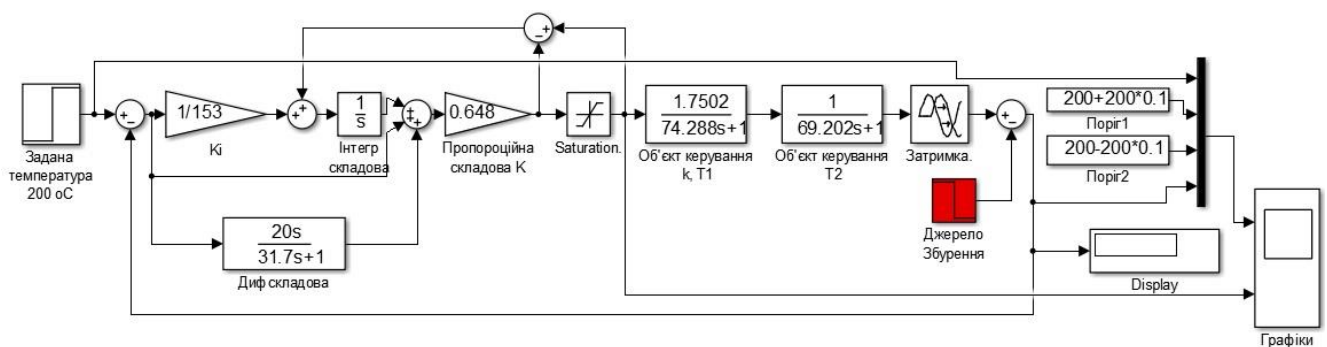 Задана
температура
200 оС
+
−
1/153
Ki
+
+
1
s
Інтегр
складова
+
+
+
0.648
Пропороційна
складова K
−
+
Saturation.
1.7502
74.288s+1
Об'єкт керування
k, T1
1
69.202s+1
Об'єкт керування
T2
Затримка.
+
−
Джерело
Збурення
20s
31.7s+1
Диф складова
200+200*0.1
Поріг1
200-200*0.1
Поріг2
Display
Графіки